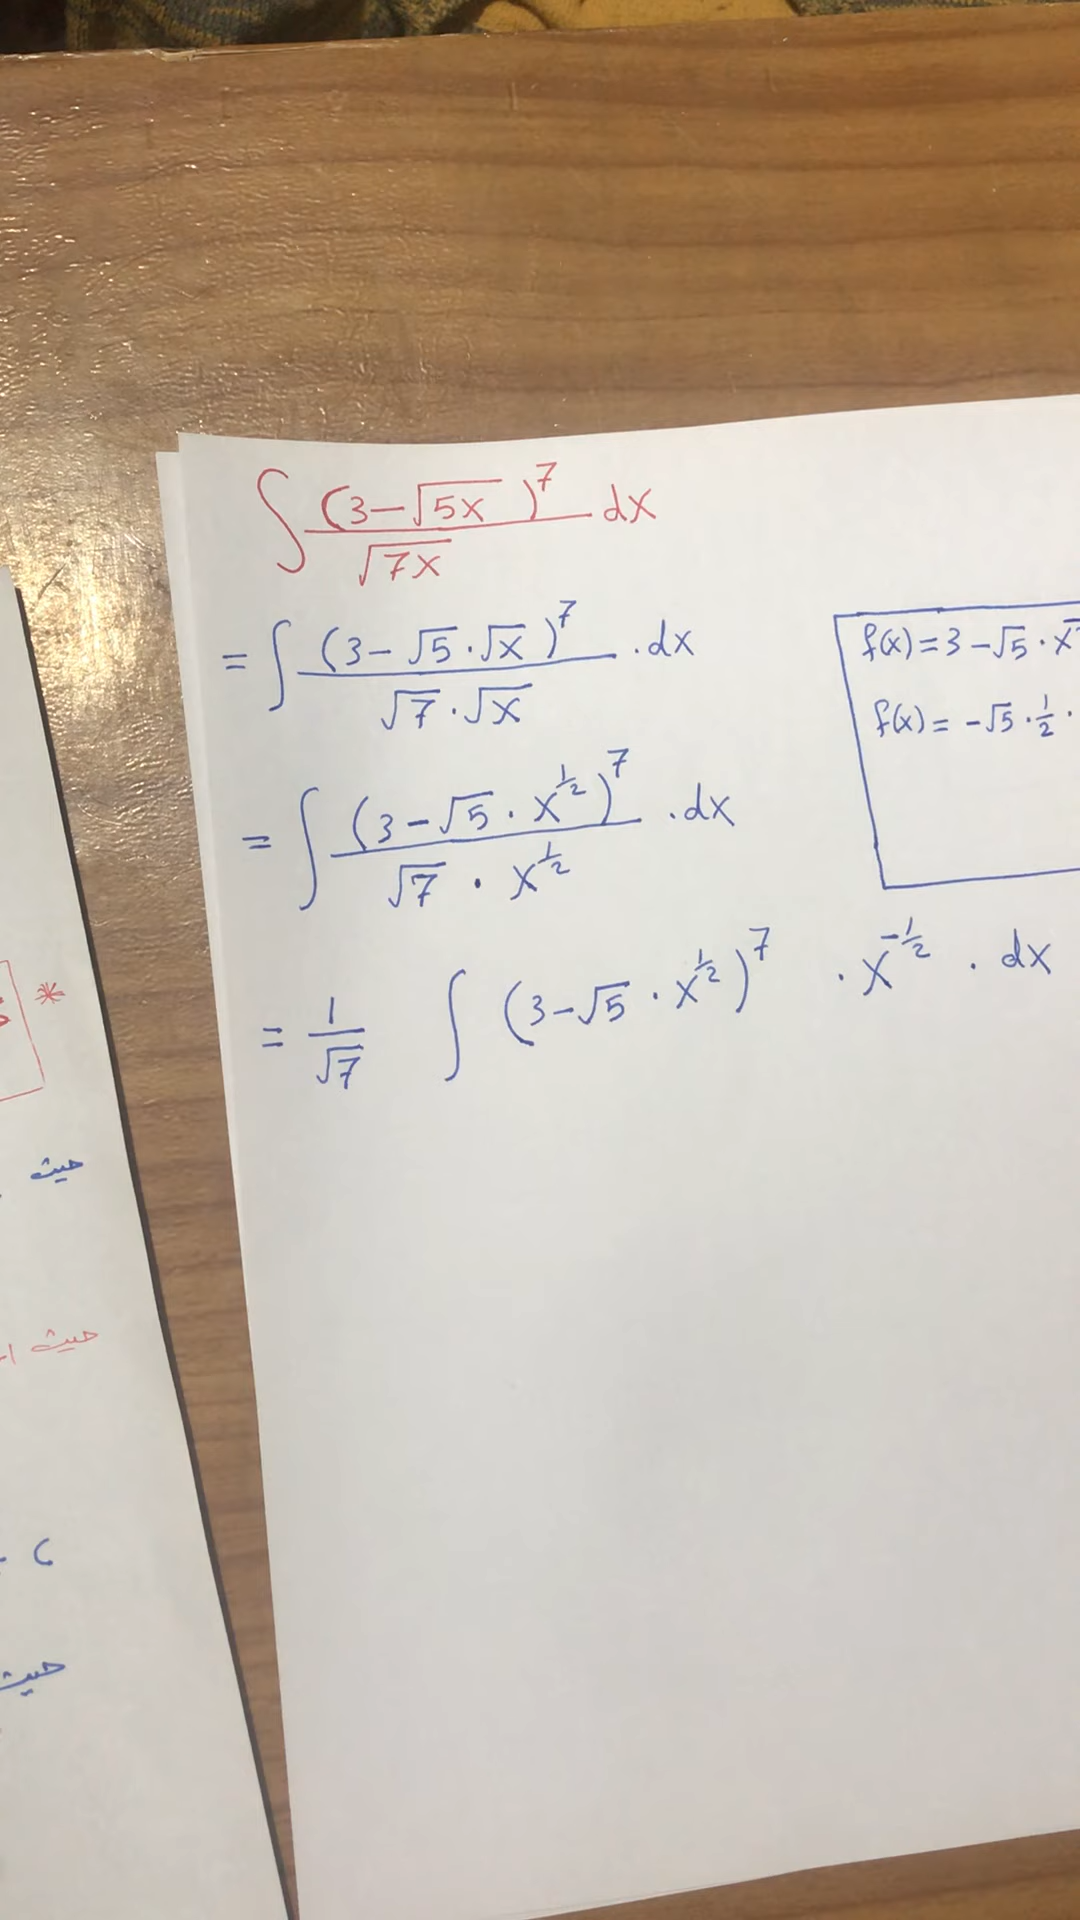 ∫ (3-√5x)^7 / √7x dx
= ∫ (3-√5·√x)^7 / √7·√x .dx
= ∫ (3-√5·x^1/2)^7 / √7·x^1/2 .dx
= 1/√7 ∫ (3-√5·x^1/2)^7 · x^-1/2 . dx
f(x)=3-√5·x
f(x)= -√5·1/2·
*
حيث
حيث
حيث